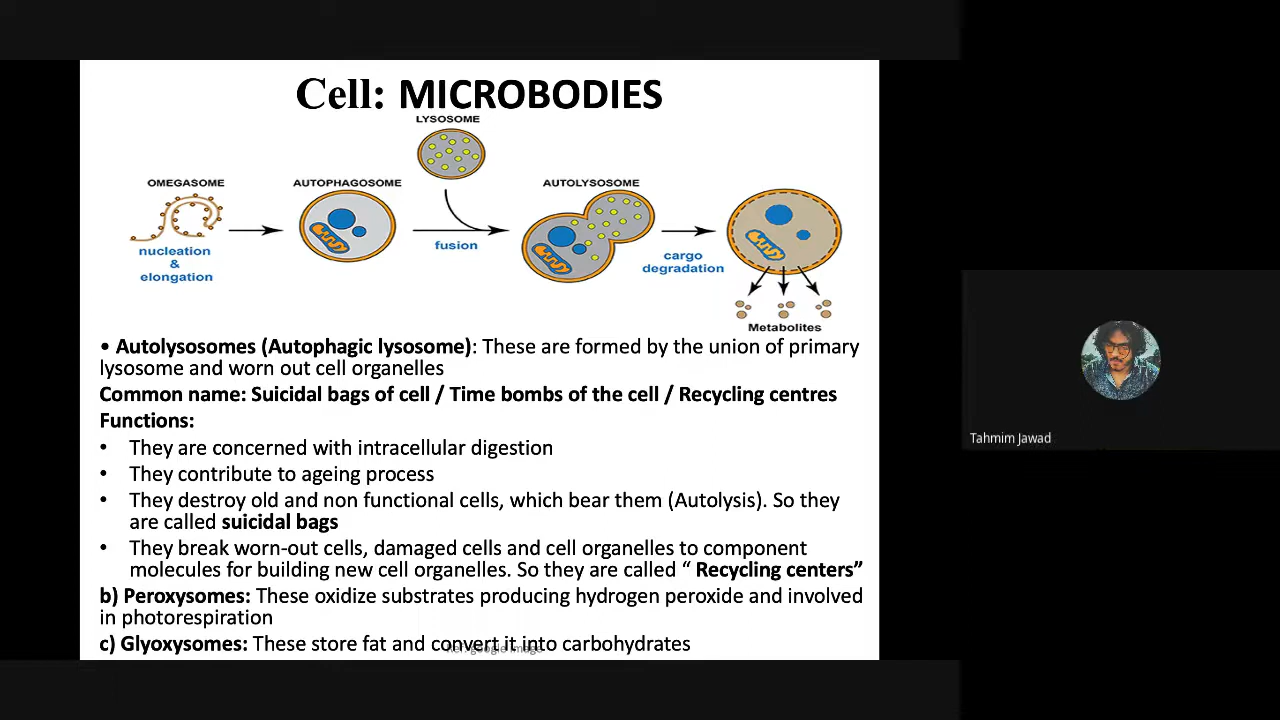 Cell: MICROBODIES
LYSOSOME
OMEGASOME
AUTOPHAGOSOME
AUTOLYSOSOME
nucleation
&
elongation
fusion
cargo
degradation
Metabolites
• Autolysosomes (Autophagic lysosome): These are formed by the union of primary
lysosome and worn out cell organelles
Common name: Suicidal bags of cell / Time bombs of the cell / Recycling centres
Functions:
• They are concerned with intracellular digestion
• They contribute to ageing process
• They destroy old and non functional cells, which bear them (Autolysis). So they
are called suicidal bags
• They break worn-out cells, damaged cells and cell organelles to component
molecules for building new cell organelles. So they are called “ Recycling centers”
b) Peroxysomes: These oxidize substrates producing hydrogen peroxide and involved
in photorespiration
c) Glyoxysomes: These store fat and convert it into carbohydrates
google image
Tahmim Jawad